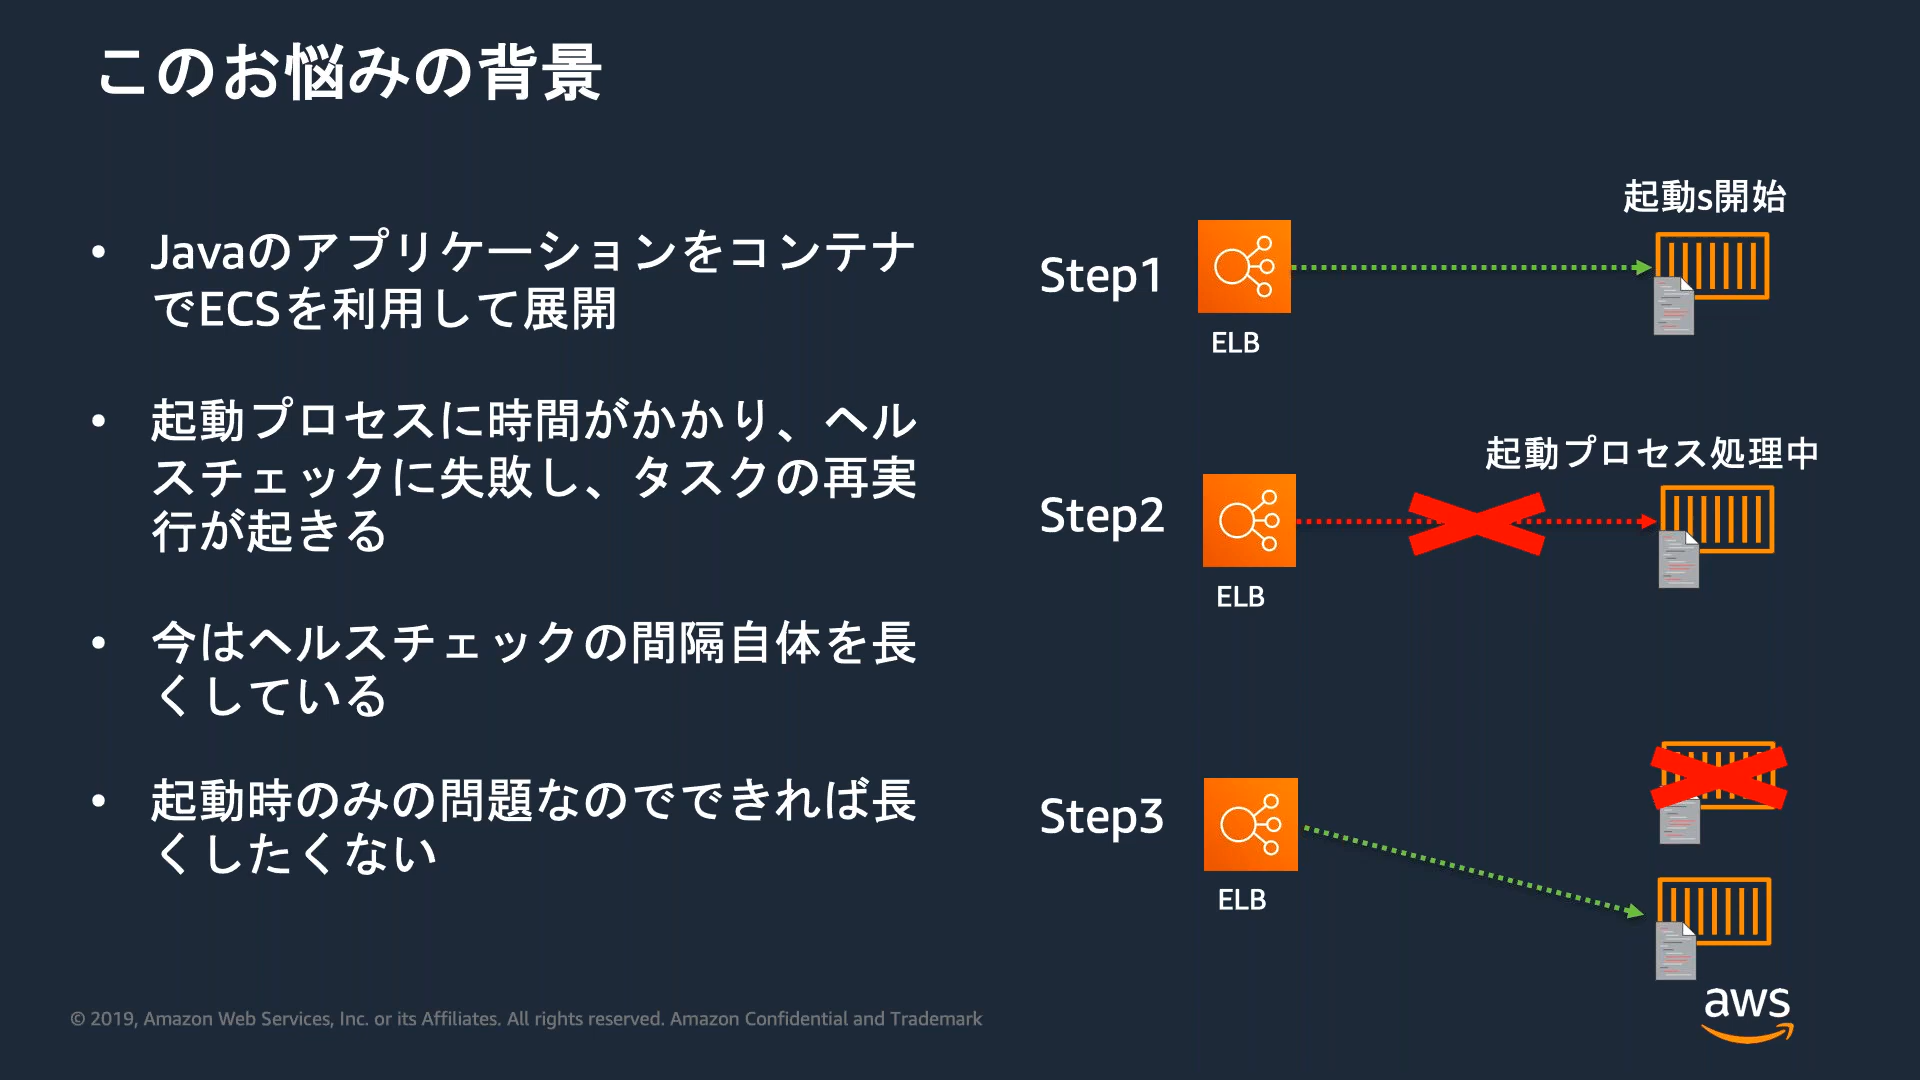 このお悩みの背景
• Javaのアプリケーションをコンテナ
でECSを利用して展開
• 起動プロセスに時間がかかり、ヘル
スチェックに失敗し、タスクの再実
行が起きる
• 今はヘルスチェックの間隔自体を長
くしている
• 起動時のみの問題なのでできれば長
くしたくない
起動s開始
Step1
ELB
起動プロセス処理中
Step2
ELB
Step3
ELB
© 2019, Amazon Web Services, Inc. or its Affiliates. All rights reserved. Amazon Confidential and Trademark
aws